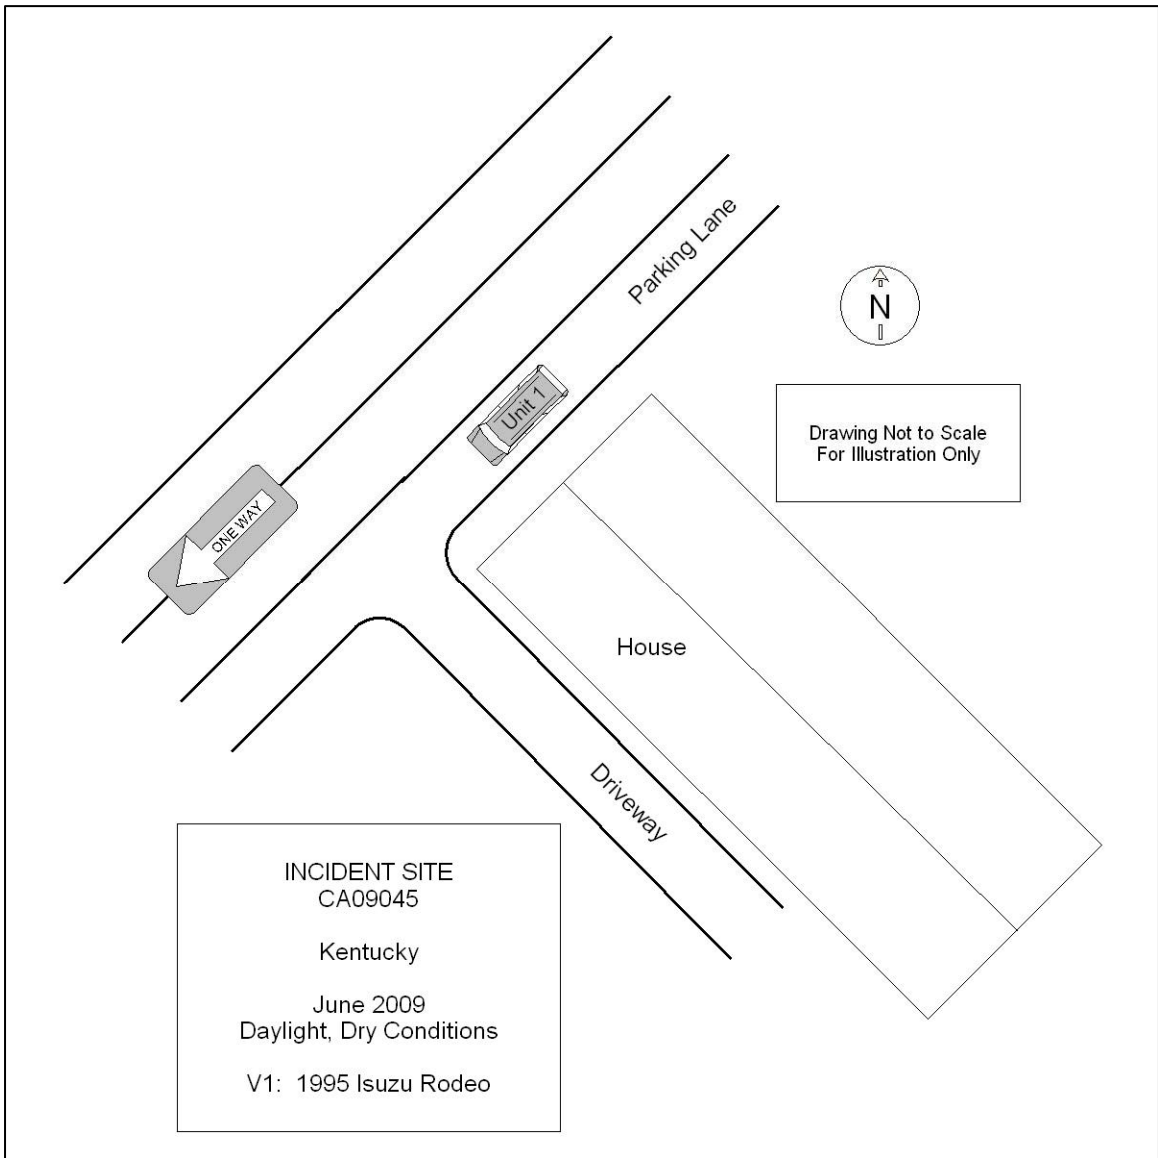 Parking Lane
N
Unit 1
Drawing Not to Scale
For Illustration Only
ONE WAY
House
Driveway
INCIDENT SITE
CA09045
Kentucky
June 2009
Daylight, Dry Conditions
V1: 1995 Isuzu Rodeo